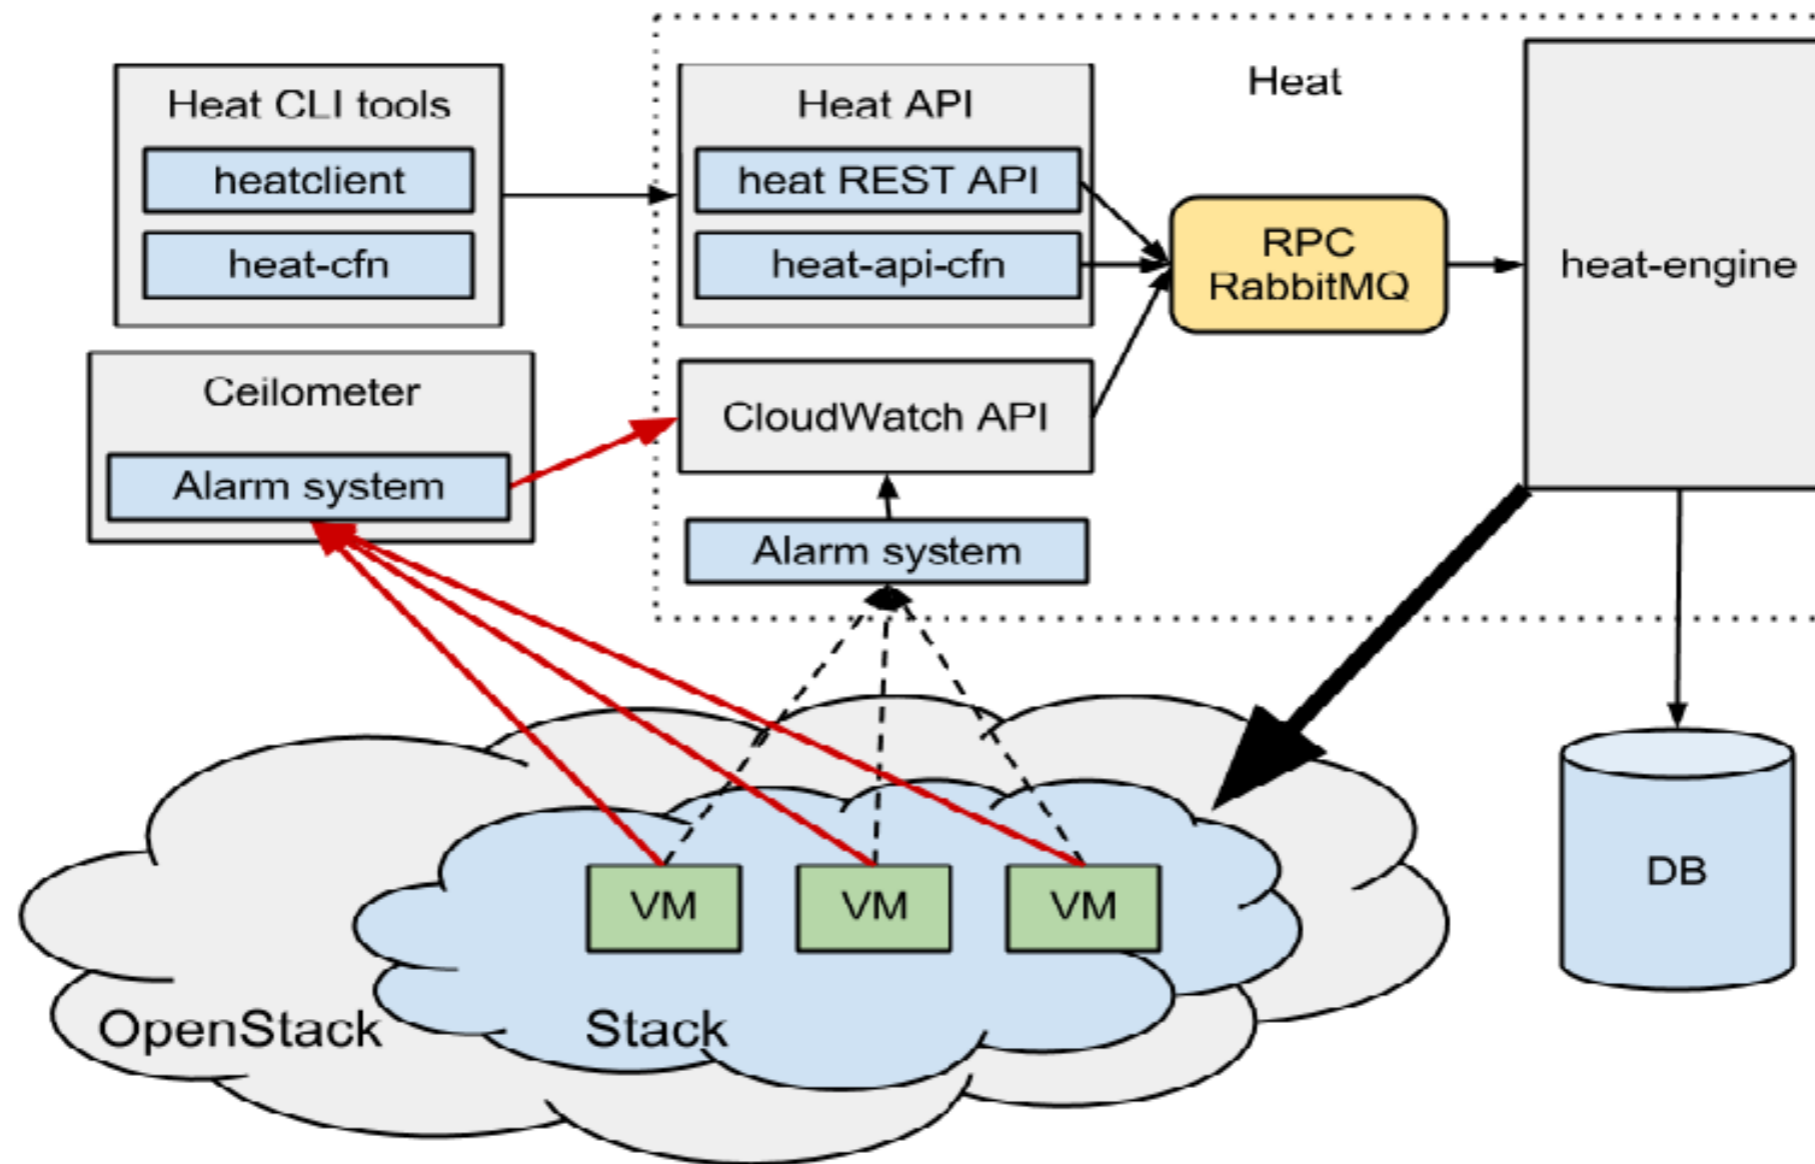 Heat CLI tools
heatclient
heat-cfn
Heat API
heat REST API
heat-api-cfn
Heat
RPC
RabbitMQ
heat-engine
Ceilometer
Alarm system
CloudWatch API
Alarm system
VM
VM
VM
OpenStack
Stack
DB